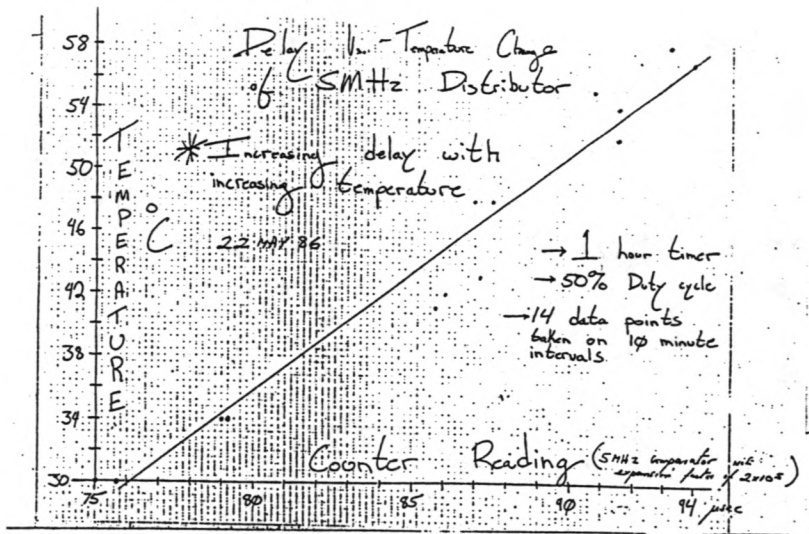 Delay Vs. Temperature Change
of 5MHz Distributor
* Increasing delay with
increasing temperature
22 MAY 86
TEMPERATURE
°C
58
54
50
46
42
38
34
30
→ 1 hour timer
→ 50% Duty cycle
→ 14 data points
taken on 10 minute
intervals.
Counter Reading (5MHz comparator with
expansion factor of 2x10⁵)
75
80
85
90
94
μsec